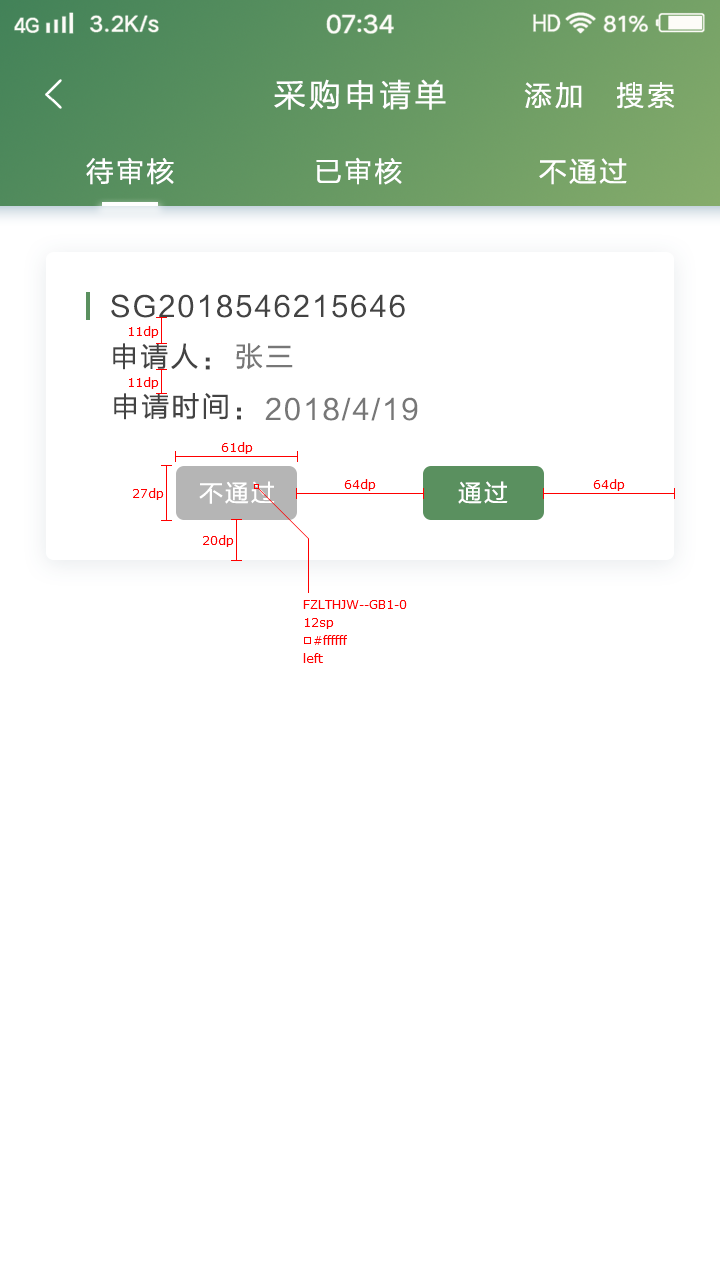 4G 3.2K/s 07:34 HD 81%
采购申请单 添加 搜索
待审核 已审核 不通过
SG2018546215646
11dp
申请人：张三
11dp
申请时间：2018/4/19
61dp
27dp 不通过 64dp 通过 64dp
20dp
FZLTHJW--GB1-0
12sp
#ffffff
left